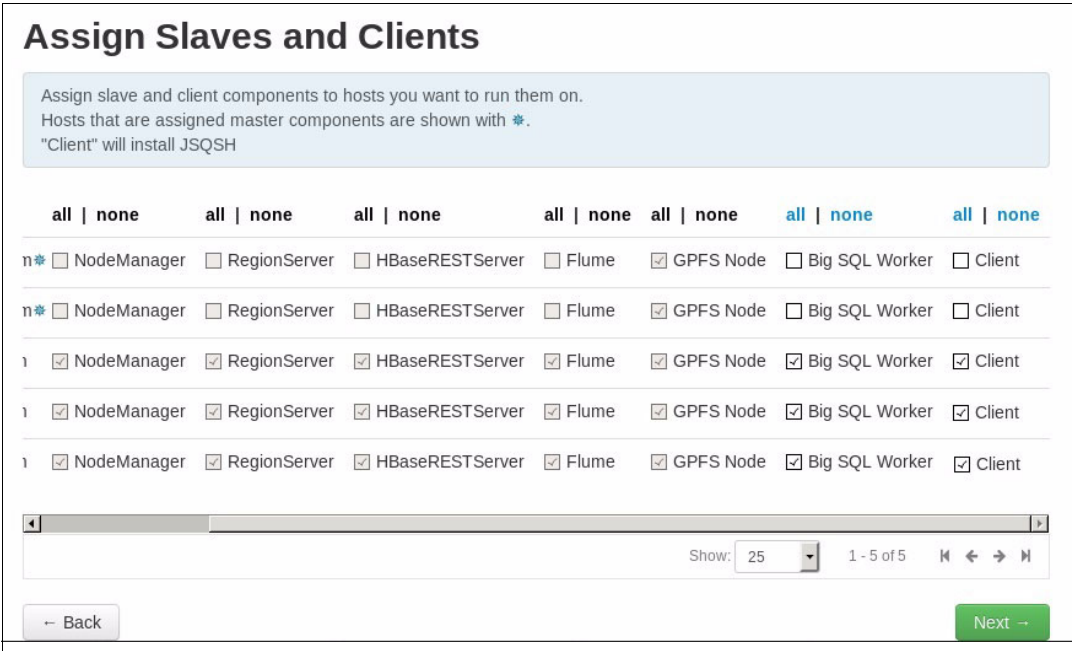 Assign Slaves and Clients
Assign slave and client components to hosts you want to run them on.
Hosts that are assigned master components are shown with ✵.
"Client" will install JSQSH
all | none all | none all | none all | none all | none all | none all | none
m✵ NodeManager RegionServer HBaseRESTServer Flume GPFS Node Big SQL Worker Client
m✵ NodeManager RegionServer HBaseRESTServer Flume GPFS Node Big SQL Worker Client
NodeManager RegionServer HBaseRESTServer Flume GPFS Node Big SQL Worker Client
NodeManager RegionServer HBaseRESTServer Flume GPFS Node Big SQL Worker Client
NodeManager RegionServer HBaseRESTServer Flume GPFS Node Big SQL Worker Client
Show: 25 1 - 5 of 5
← Back Next →